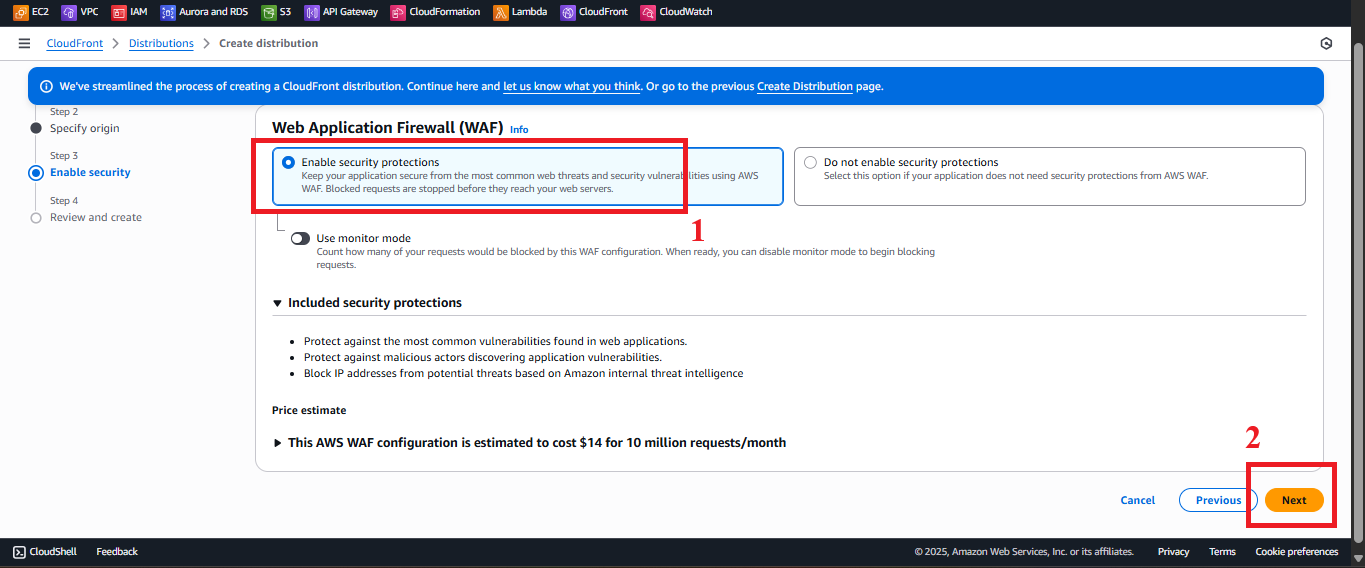 EC2 VPC IAM Aurora and RDS S3 API Gateway CloudFormation Lambda CloudFront CloudWatch
CloudFront > Distributions > Create distribution
We've streamlined the process of creating a CloudFront distribution. Continue here and let us know what you think. Or go to the previous Create Distribution page.
Step 2
Specify origin
Step 3
Enable security
Step 4
Review and create
Web Application Firewall (WAF) Info
Enable security protections
Keep your application secure from the most common web threats and security vulnerabilities using AWS
WAF. Blocked requests are stopped before they reach your web servers.
Do not enable security protections
Select this option if your application does not need security protections from AWS WAF.
1
Use monitor mode
Count how many of your requests would be blocked by this WAF configuration. When ready, you can disable monitor mode to begin blocking
requests.
Included security protections
Protect against the most common vulnerabilities found in web applications.
Protect against malicious actors discovering application vulnerabilities.
Block IP addresses from potential threats based on Amazon internal threat intelligence
Price estimate
This AWS WAF configuration is estimated to cost $14 for 10 million requests/month
2
Cancel Previous Next
CloudShell Feedback © 2025, Amazon Web Services, Inc. or its affiliates. Privacy Terms Cookie preferences